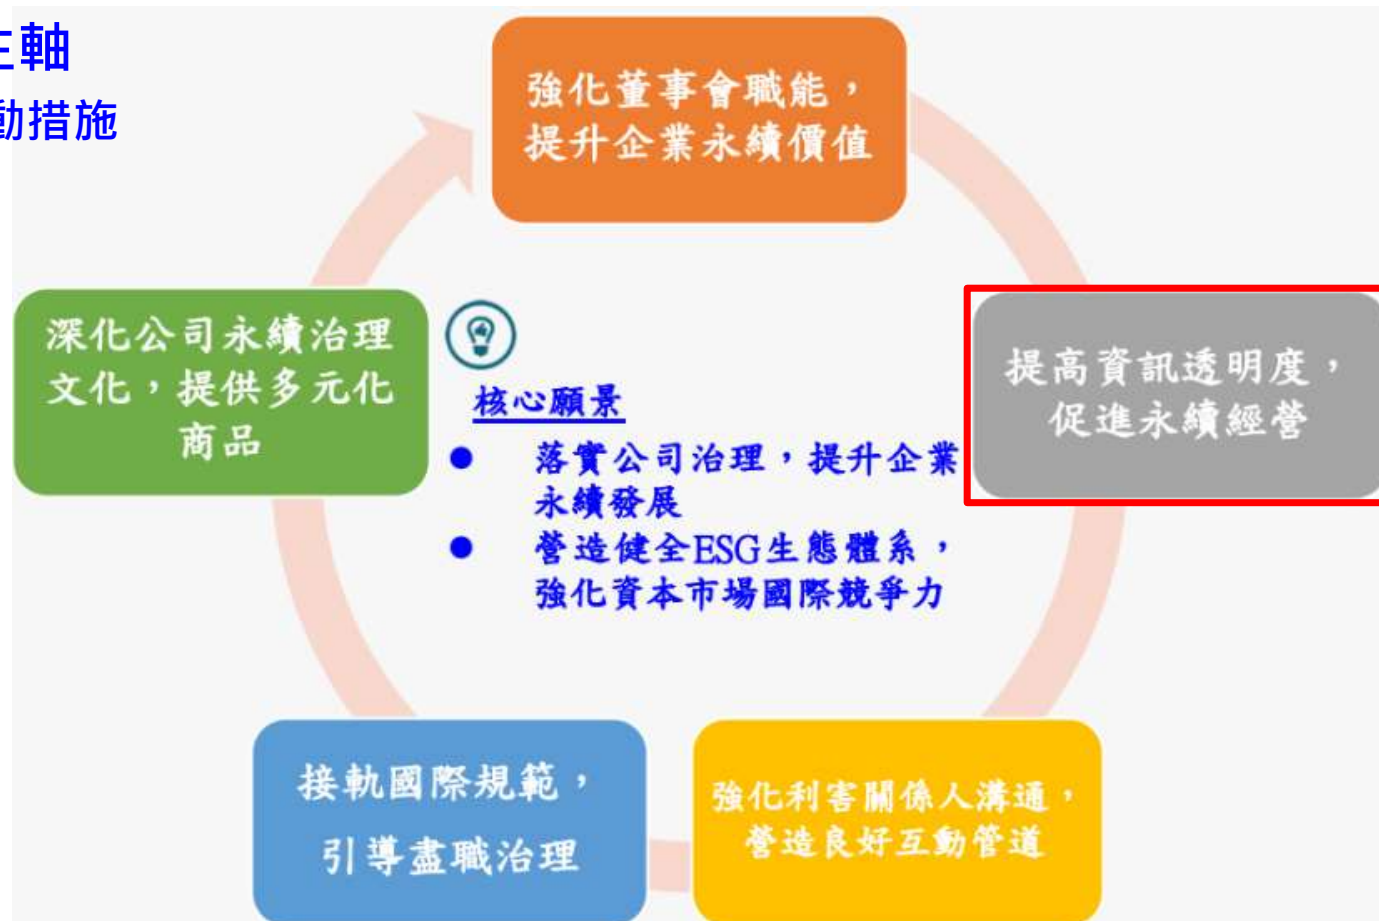 主軸
動措施
強化董事會職能，
提升企業永續價值
提高資訊透明度，
促進永續經營
強化利害關係人溝通，
營造良好互動管道
接軌國際規範，
引導盡職治理
深化公司永續治理
文化，提供多元化
商品
核心願景
● 落實公司治理，提升企業
永續發展
● 營造健全ESG生態體系，
強化資本市場國際競爭力